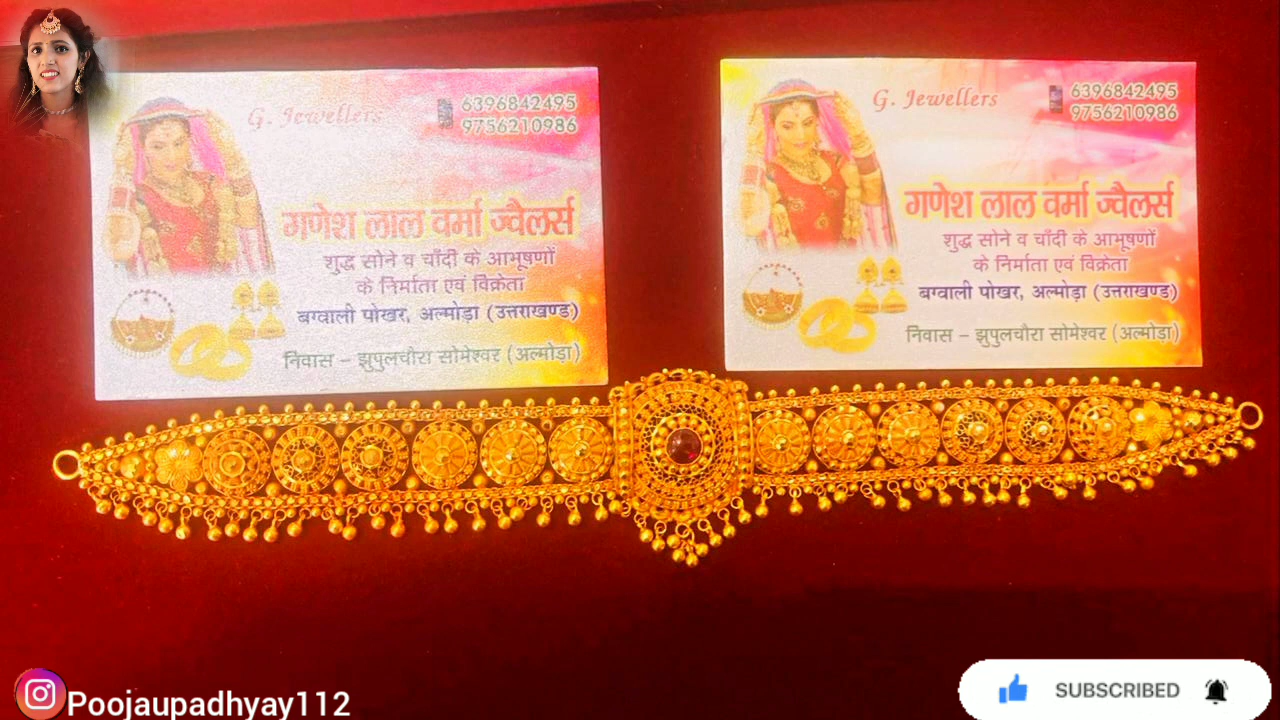 G. Jewellers
6396842495
9756210986
गणेश लाल वर्मा ज्वैलर्स
शुद्ध सोने व चाँदी के आभूषणों
के निर्माता एवं विक्रेता
बग्वाली पोखर, अल्मोड़ा (उत्तराखण्ड)
निवास – झुपुलचौरा सोमेश्वर (अल्मोड़ा)
G. Jewellers
6396842495
9756210986
गणेश लाल वर्मा ज्वैलर्स
शुद्ध सोने व चाँदी के आभूषणों
के निर्माता एवं विक्रेता
बग्वाली पोखर, अल्मोड़ा (उत्तराखण्ड)
निवास – झुपुलचौरा सोमेश्वर (अल्मोड़ा)
Poojaupadhyay112
SUBSCRIBED